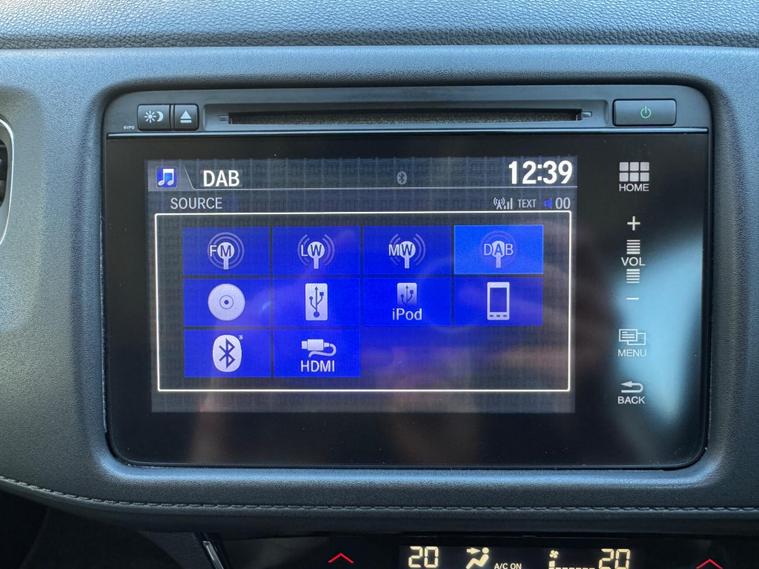 DAB 12:39
SOURCE TEXT 00
FM LW MW DAB
iPod
HDMI
HOME
+
VOL
−
MENU
BACK
20 A/C ON 20